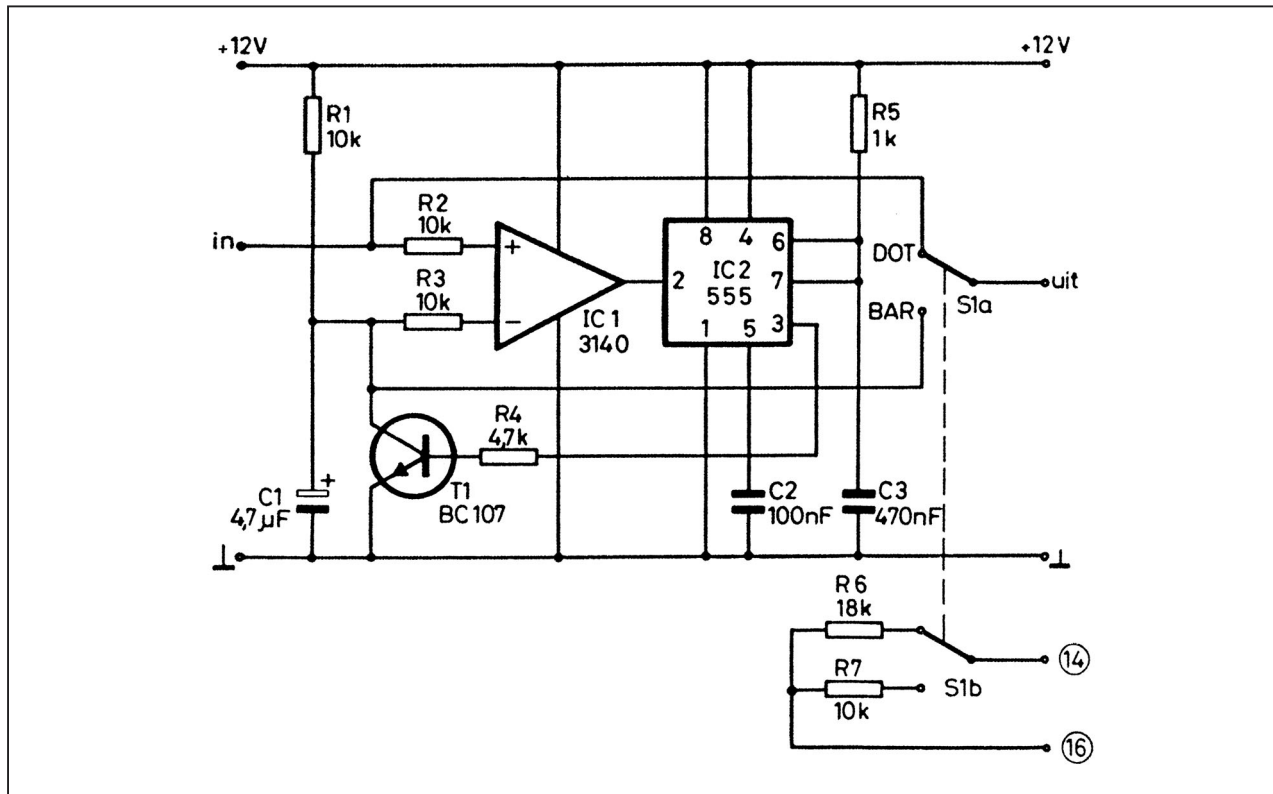 +12V
+12V
R1
10k
R5
1k
R2
10k
in
+
8
4
6
DOT
IC2
2
555
7
uit
R3
10k
S1a
BAR
−
IC1
3140
1
5
3
R4
4,7k
+
C1
4,7µF
T1
BC107
C2
100nF
C3
470nF
R6
18k
14
R7
10k
S1b
16